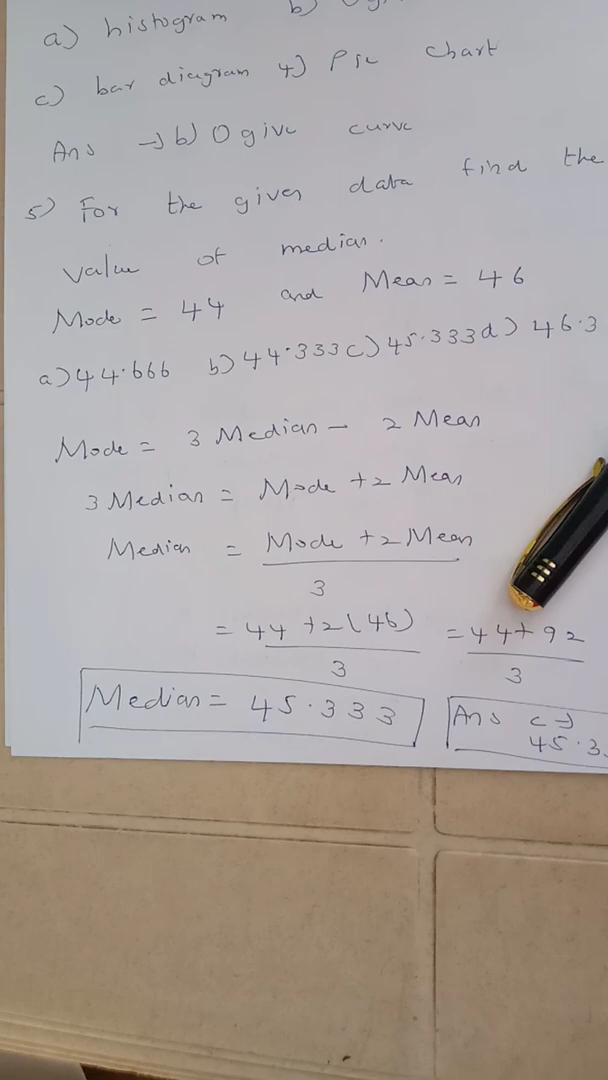 a) histogram b)
c) bar diagram 4) Pie chart
Ans → b) Ogive curve
5) For the given data find the
value of median.
Mode = 44 and Mean = 46
a) 44.666 b) 44.333 c) 45.333 d) 46.3
Mode = 3 Median - 2 Mean
3 Median = Mode + 2 Mean
Median = Mode + 2 Mean
3
= 44 + 2(46) = 44 + 92
3 3
Median = 45.333 Ans c →
45.3